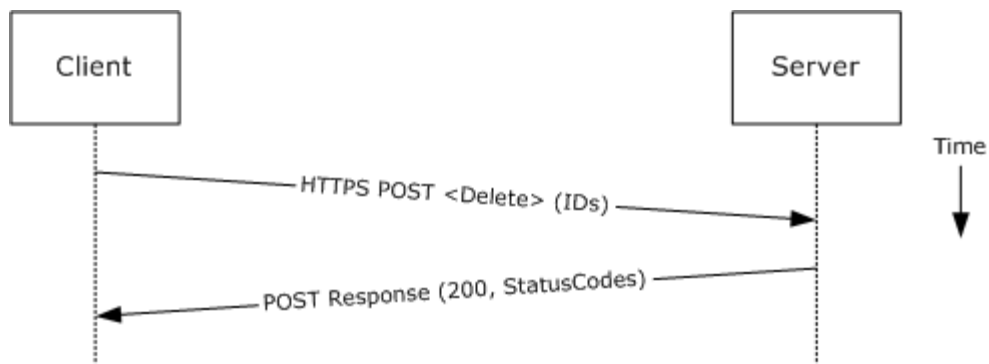 Client
Server
Time
HTTPS POST <Delete> (IDs)
POST Response (200, StatusCodes)